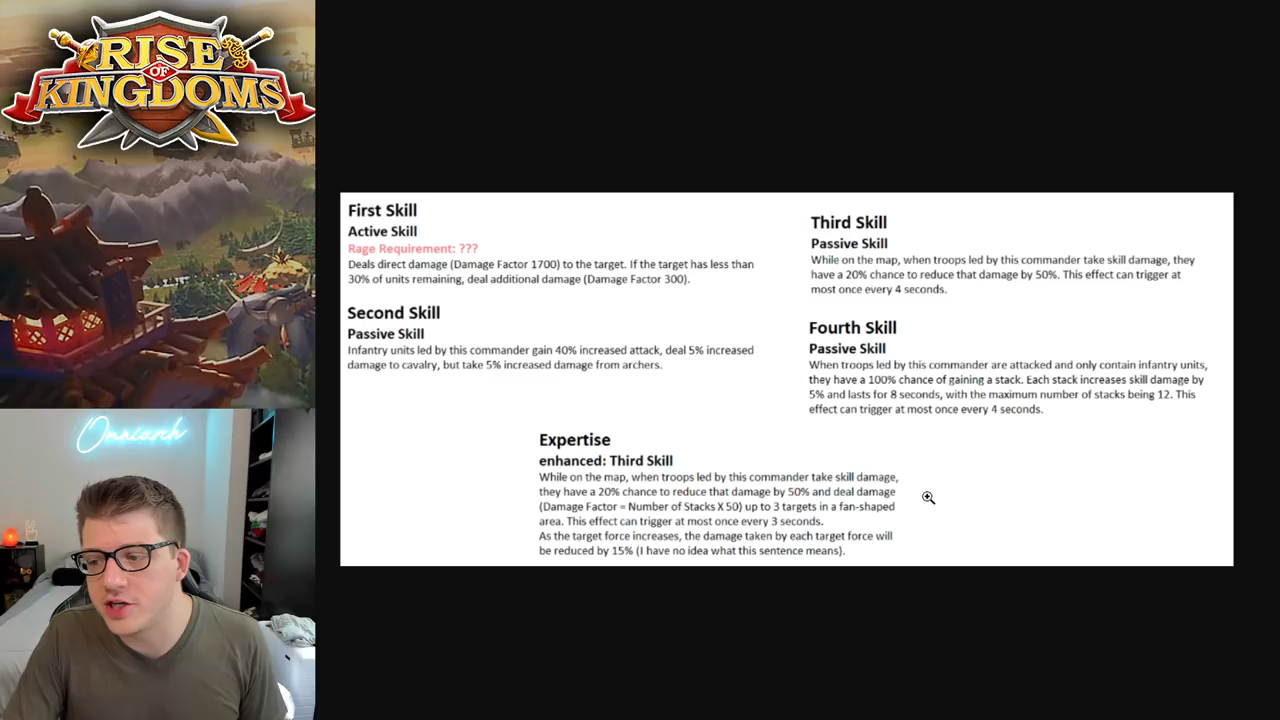 RISE
OF
KINGDOMS
Omniarch
First Skill
Active Skill
Rage Requirement: ???
Deals direct damage (Damage Factor 1700) to the target. If the target has less than
30% of units remaining, deal additional damage (Damage Factor 300).
Second Skill
Passive Skill
Infantry units led by this commander gain 40% increased attack, deal 5% increased
damage to cavalry, but take 5% increased damage from archers.
Third Skill
Passive Skill
While on the map, when troops led by this commander take skill damage, they
have a 20% chance to reduce that damage by 50%. This effect can trigger at
most once every 4 seconds.
Fourth Skill
Passive Skill
When troops led by this commander are attacked and only contain infantry units,
they have a 100% chance of gaining a stack. Each stack increases skill damage by
5% and lasts for 8 seconds, with the maximum number of stacks being 12. This
effect can trigger at most once every 4 seconds.
Expertise
enhanced: Third Skill
While on the map, when troops led by this commander take skill damage,
they have a 20% chance to reduce that damage by 50% and deal damage
(Damage Factor = Number of Stacks X 50) up to 3 targets in a fan-shaped
area. This effect can trigger at most once every 3 seconds.
As the target force increases, the damage taken by each target force will
be reduced by 15% (I have no idea what this sentence means).